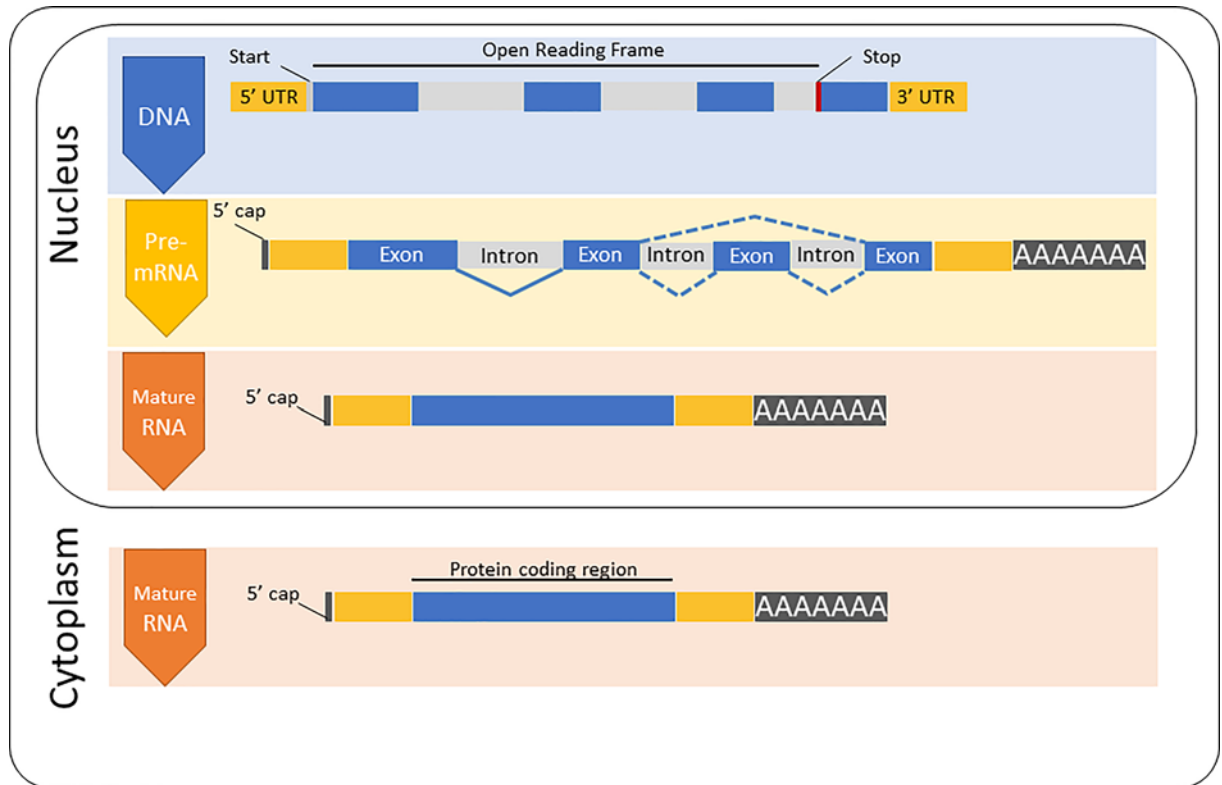 Nucleus
Open Reading Frame
Start
Stop
5' UTR
3' UTR
DNA
5' cap
Pre-
mRNA
Exon Intron Exon Intron Exon Intron Exon AAAAAAA
Mature
RNA
5' cap
AAAAAAA
Cytoplasm
Mature
RNA
Protein coding region
5' cap
AAAAAAA